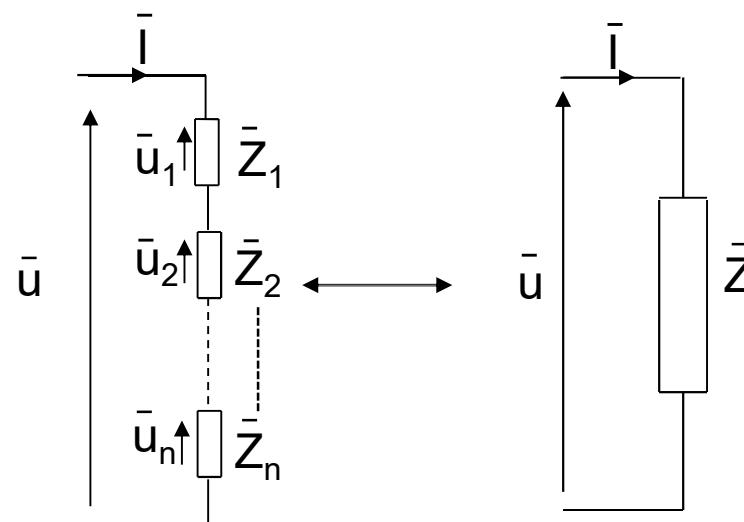 Ī
ū₁ Z̄₁
ū ū₂ Z̄₂
ūₙ Z̄ₙ
Ī
ū Z̄